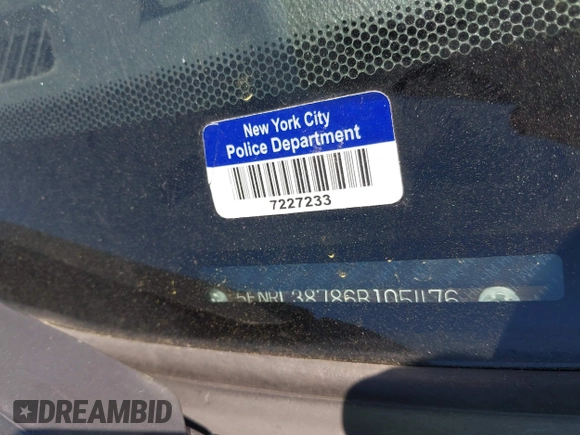 New York City
Police Department
7227233
DREAMBID